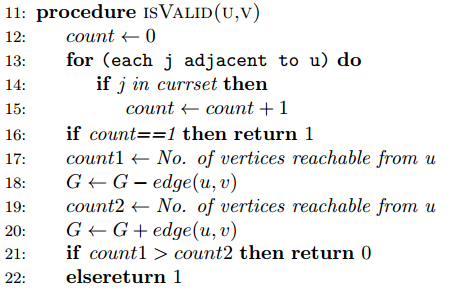 11: procedure ISVALID(U,V)
12: count ← 0
13: for (each j adjacent to u) do
14: if j in currset then
15: count ← count + 1
16: if count==1 then return 1
17: count1 ← No. of vertices reachable from u
18: G ← G − edge(u, v)
19: count2 ← No. of vertices reachable from u
20: G ← G + edge(u, v)
21: if count1 > count2 then return 0
22: elsereturn 1